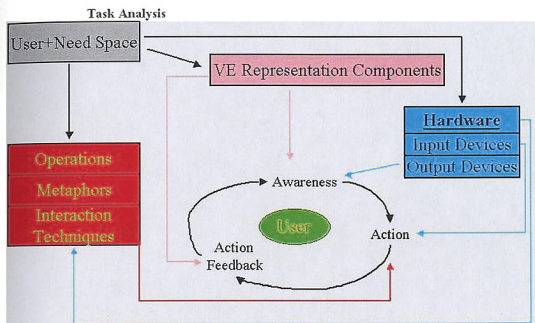 Task Analysis
User+Need Space
VE Representation Components
Hardware
Input Devices
Output Devices
Operations
Metaphors
Interaction
Techniques
Awareness
User
Action
Action
Feedback